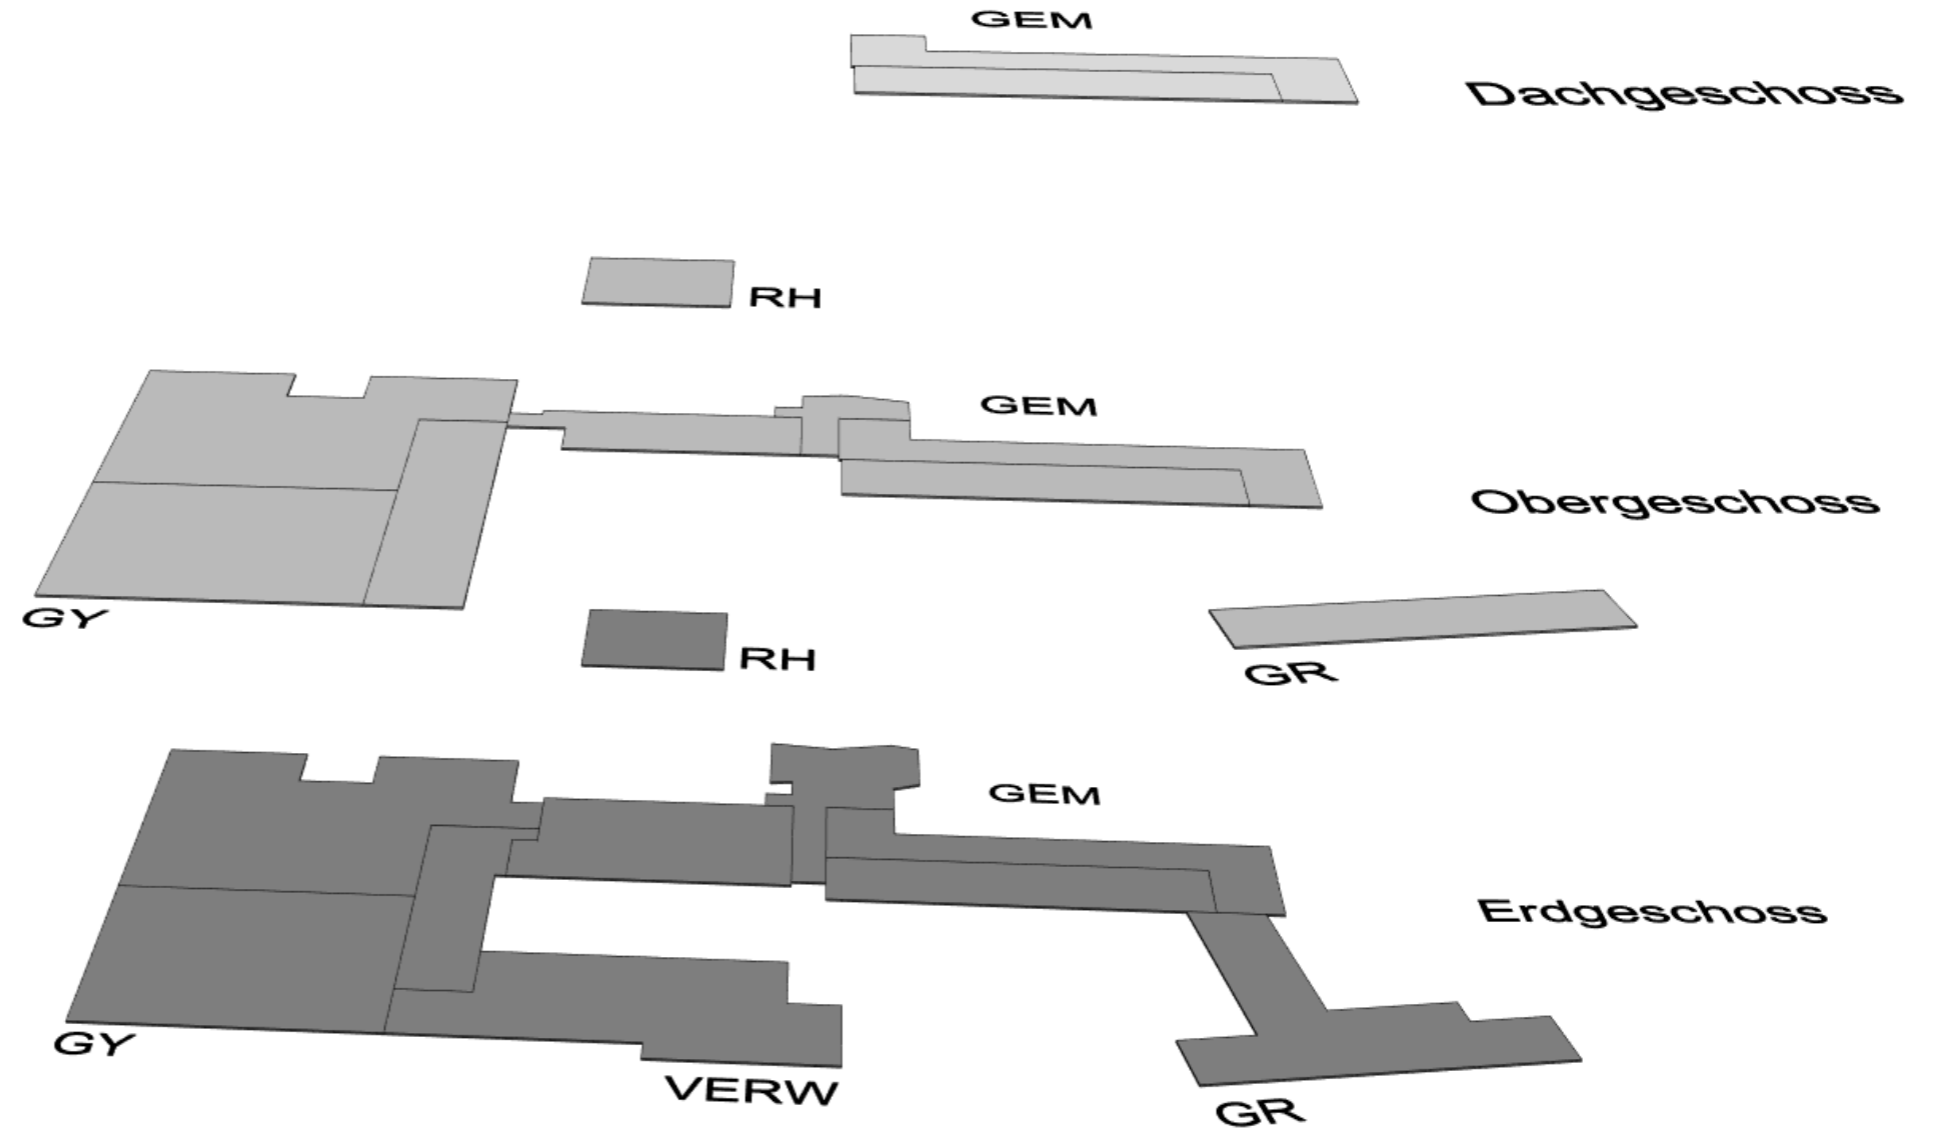 GEM
Dachgeschoss
RH
GEM
Obergeschoss
GY
RH
GR
GEM
Erdgeschoss
GY
VERW
GR